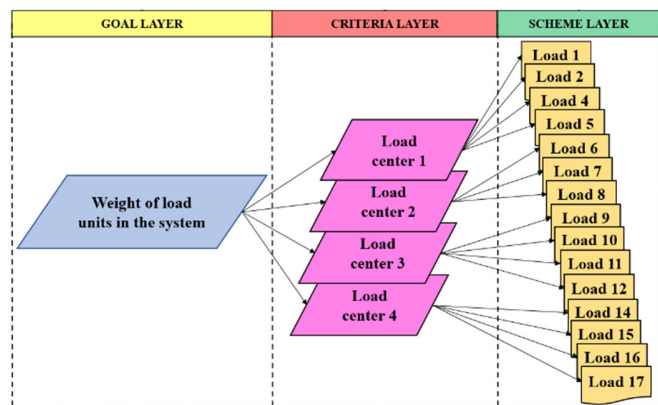 GOAL LAYER
CRITERIA LAYER
SCHEME LAYER
Weight of load
units in the system
Load
center 1
Load
center 2
Load
center 3
Load
center 4
Load 1
Load 2
Load 4
Load 5
Load 6
Load 7
Load 8
Load 9
Load 10
Load 11
Load 12
Load 14
Load 15
Load 16
Load 17